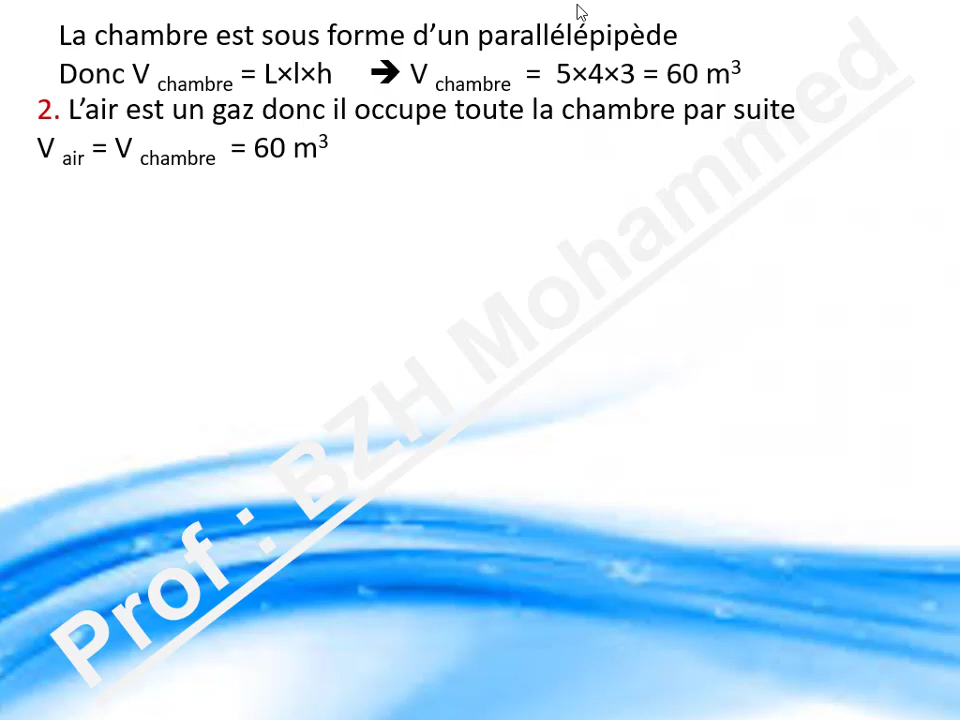 La chambre est sous forme d’un parallélépipède
Donc V chambre = L×l×h 🡺 V chambre = 5×4×3 = 60 m³
2. L’air est un gaz donc il occupe toute la chambre par suite
V air = V chambre = 60 m³
Prof : BZH Mohammed